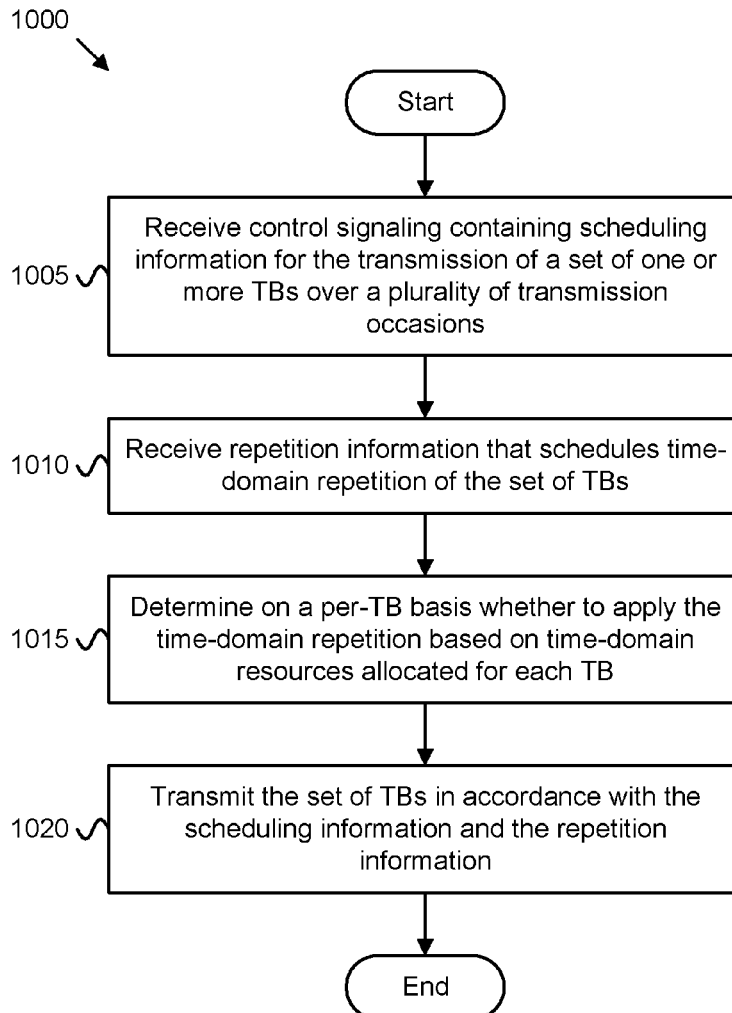 1000
Start
Receive control signaling containing scheduling
information for the transmission of a set of one or
more TBs over a plurality of transmission
occasions
1005
Receive repetition information that schedules time-
domain repetition of the set of TBs
1010
Determine on a per-TB basis whether to apply the
time-domain repetition based on time-domain
resources allocated for each TB
1015
Transmit the set of TBs in accordance with the
scheduling information and the repetition
information
1020
End